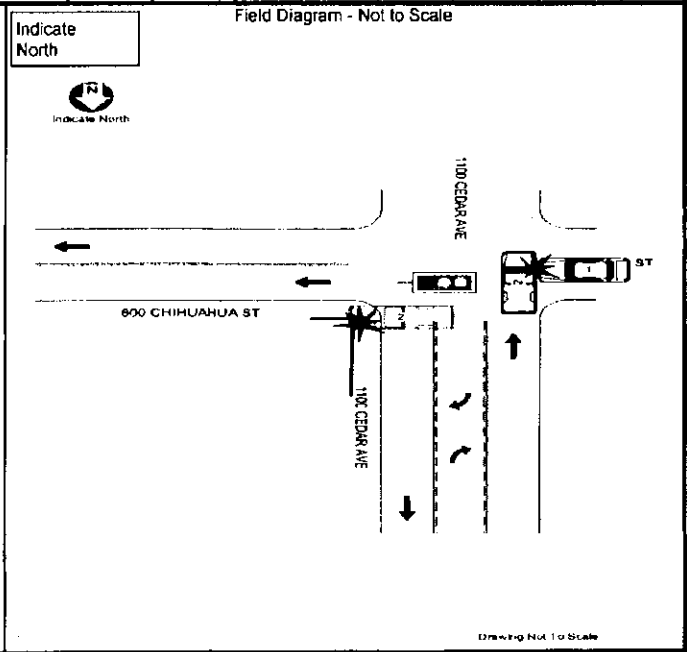 Field Diagram - Not to Scale
Indicate
North
N
Indicate North
1100 CEDAR AVE
1
ST
2
600 CHIHUAHUA ST
2
1100 CEDAR AVE
Drawing Not To Scale